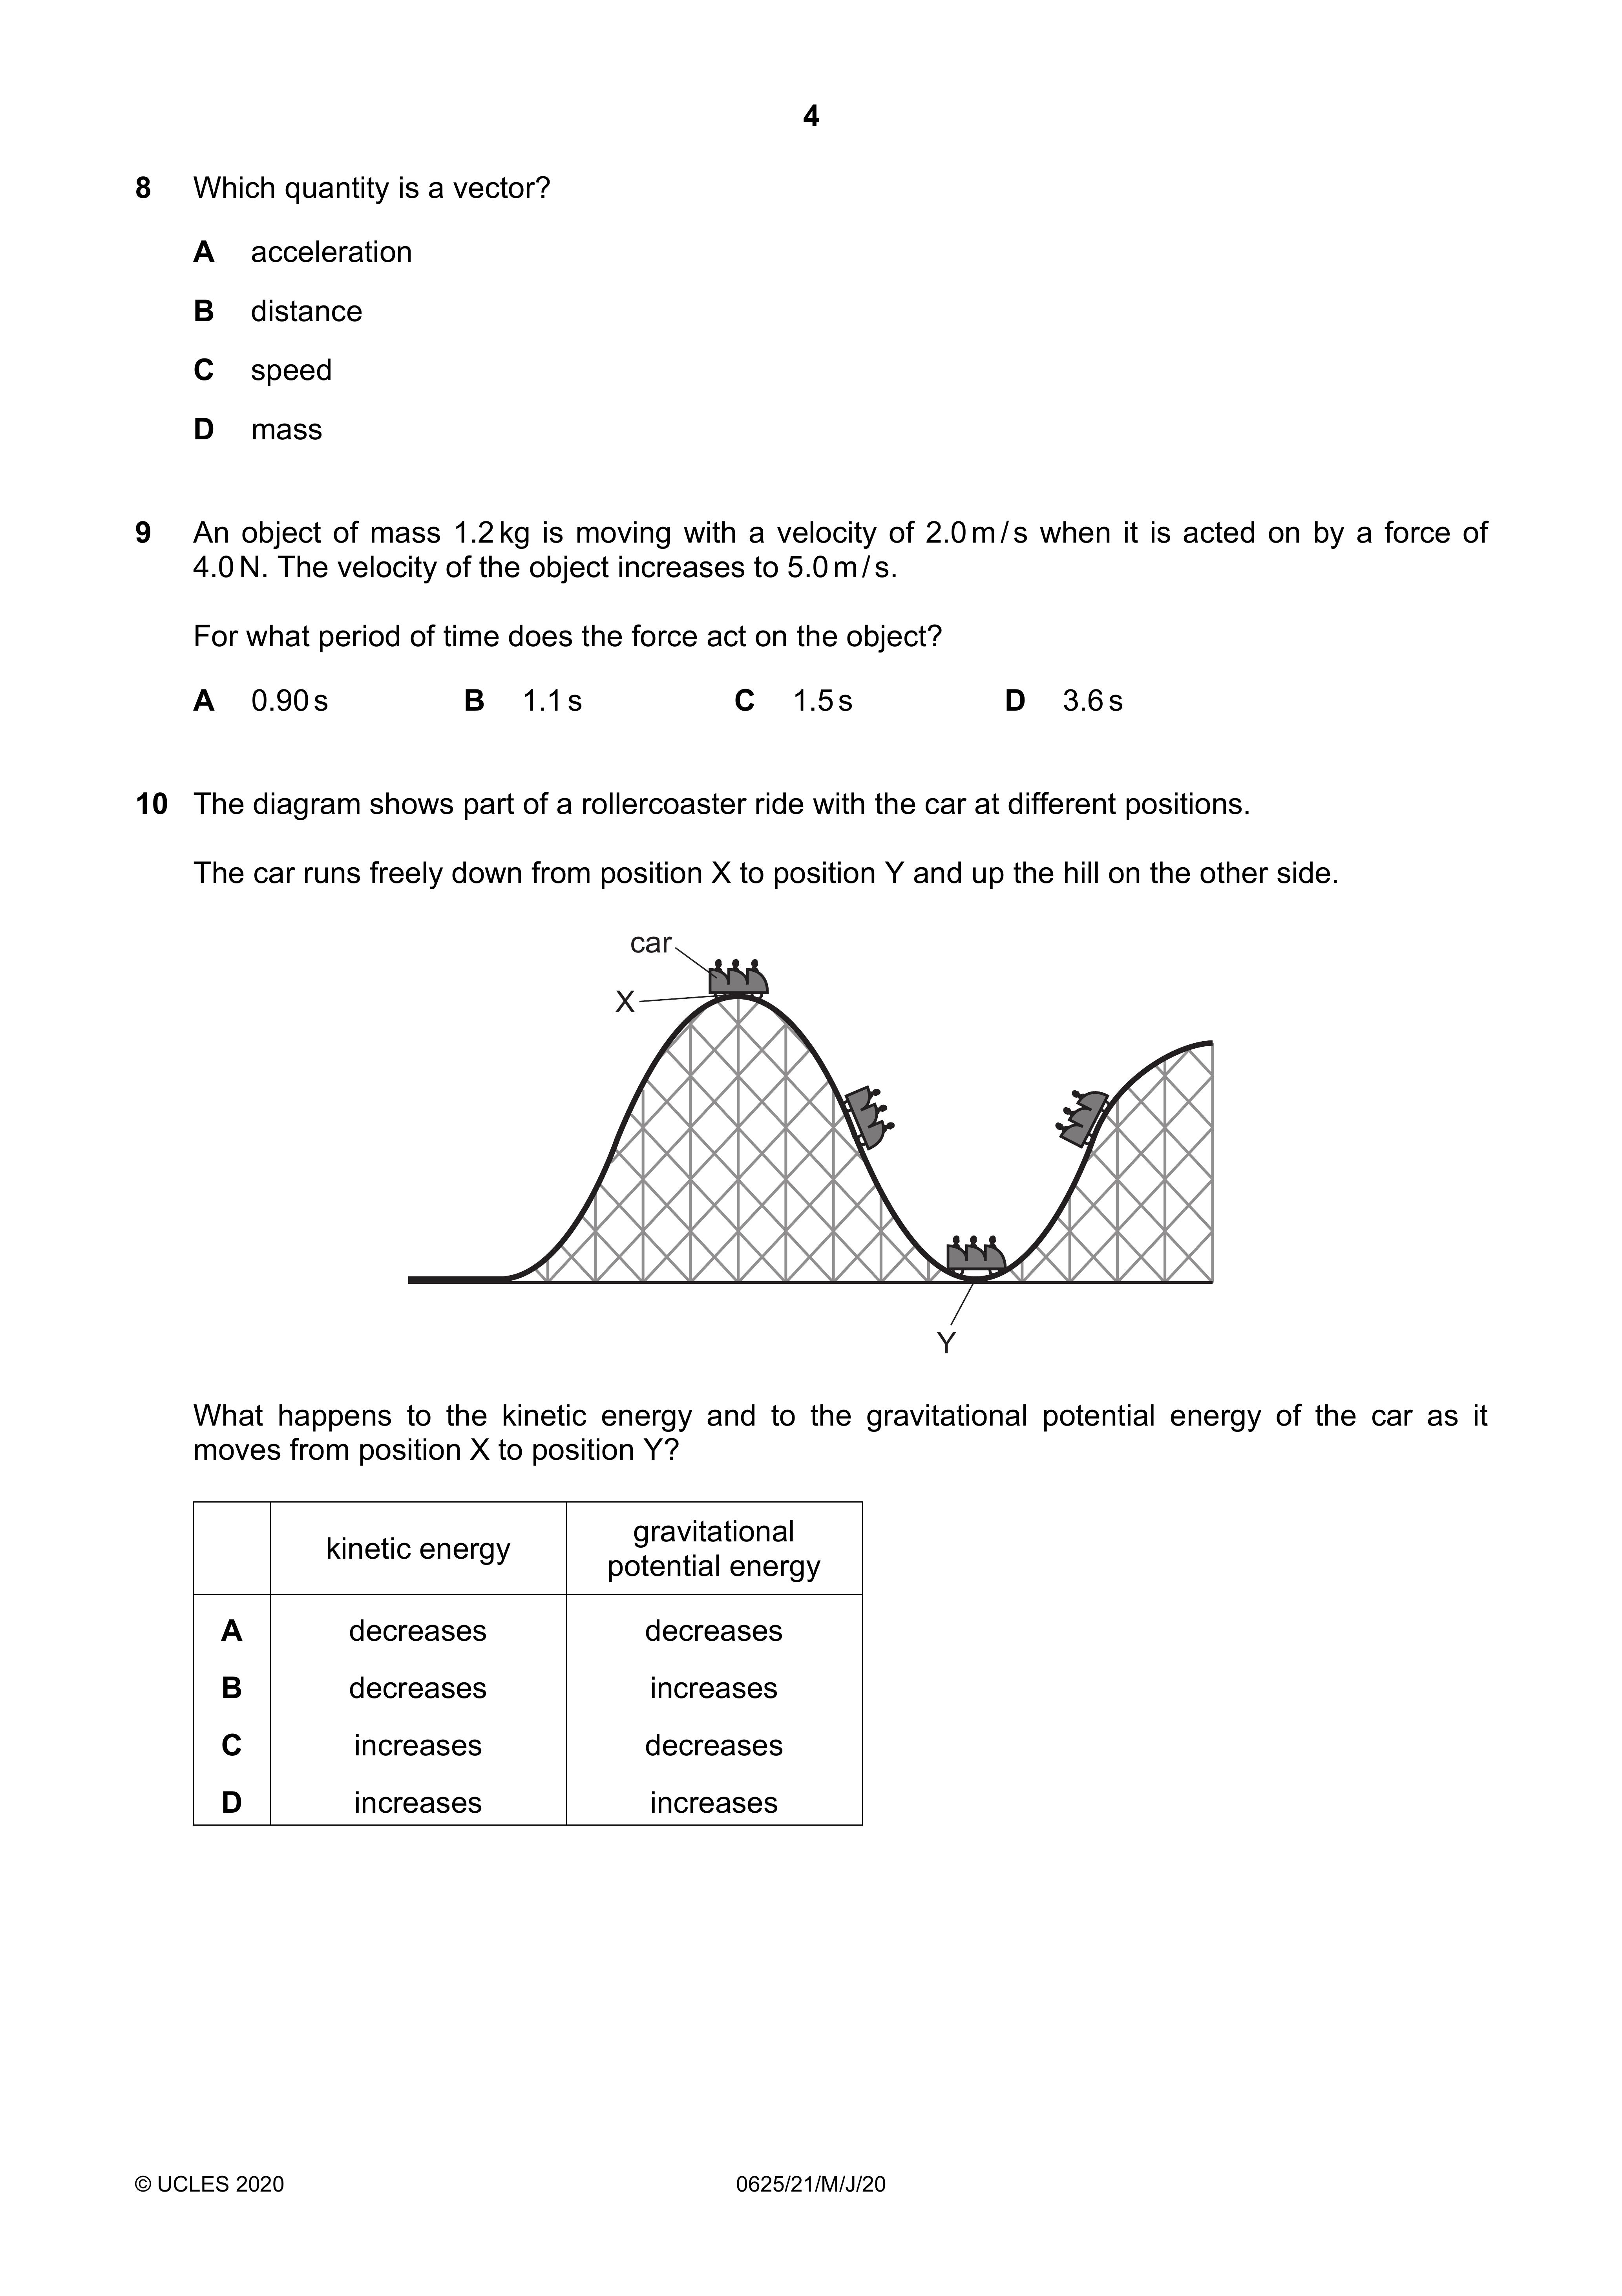 4
8 Which quantity is a vector?
A acceleration
B distance
C speed
D mass
9 An object of mass 1.2 kg is moving with a velocity of 2.0 m / s when it is acted on by a force of
4.0 N. The velocity of the object increases to 5.0 m / s.
For what period of time does the force act on the object?
A 0.90 s B 1.1 s C 1.5 s D 3.6 s
10 The diagram shows part of a rollercoaster ride with the car at different positions.
The car runs freely down from position X to position Y and up the hill on the other side.
car
X
Y
What happens to the kinetic energy and to the gravitational potential energy of the car as it
moves from position X to position Y?
kinetic energy gravitational
potential energy
A decreases decreases
B decreases increases
C increases decreases
D increases increases
© UCLES 2020 0625/21/M/J/20